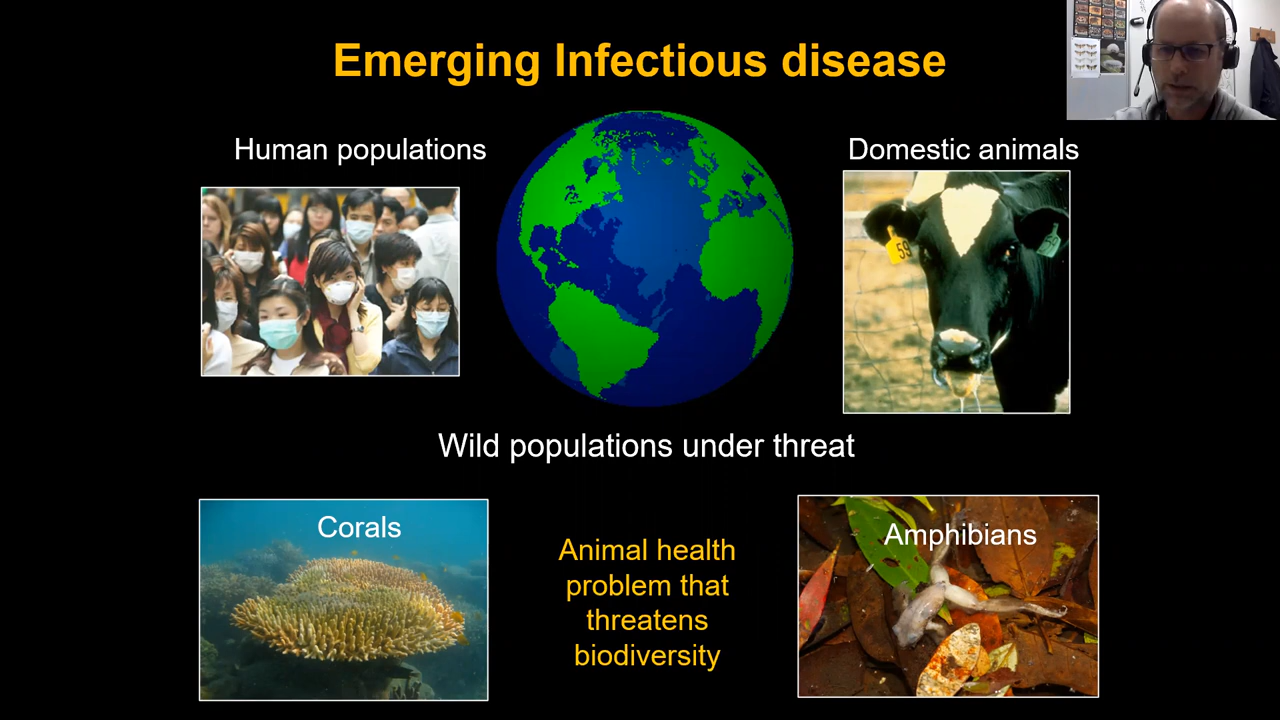 Emerging Infectious disease
Human populations
Domestic animals
59
Wild populations under threat
Corals
Animal health
problem that
threatens
biodiversity
Amphibians